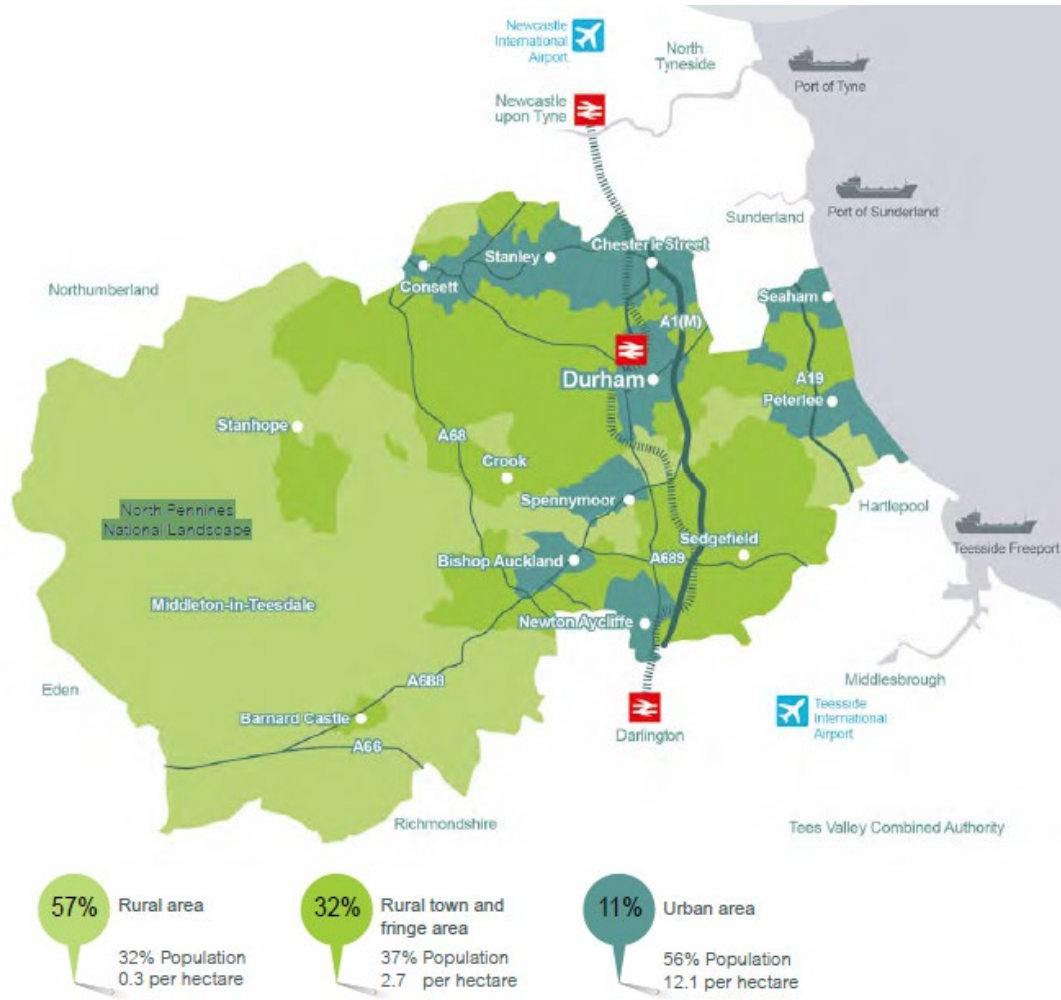 Newcastle
International
Airport
North
Tyneside
Port of Tyne
Newcastle
upon Tyne
Sunderland
Port of Sunderland
Chester le Street
Stanley
Consett
Northumberland
Seaham
A1(M)
Durham
A19
Peterlee
Stanhope
A68
Crook
Spennymoor
Hartlepool
North Pennines
National Landscape
Sedgefield
Teesside Freeport
Bishop Auckland
A689
Middleton-in-Teesdale
Newton Aycliffe
Eden
A688
Middlesbrough
Barnard Castle
Teesside
International
Airport
Darlington
A66
Richmondshire
Tees Valley Combined Authority
57%
Rural area
32% Population
0.3 per hectare
32%
Rural town and
fringe area
37% Population
2.7 per hectare
11%
Urban area
56% Population
12.1 per hectare